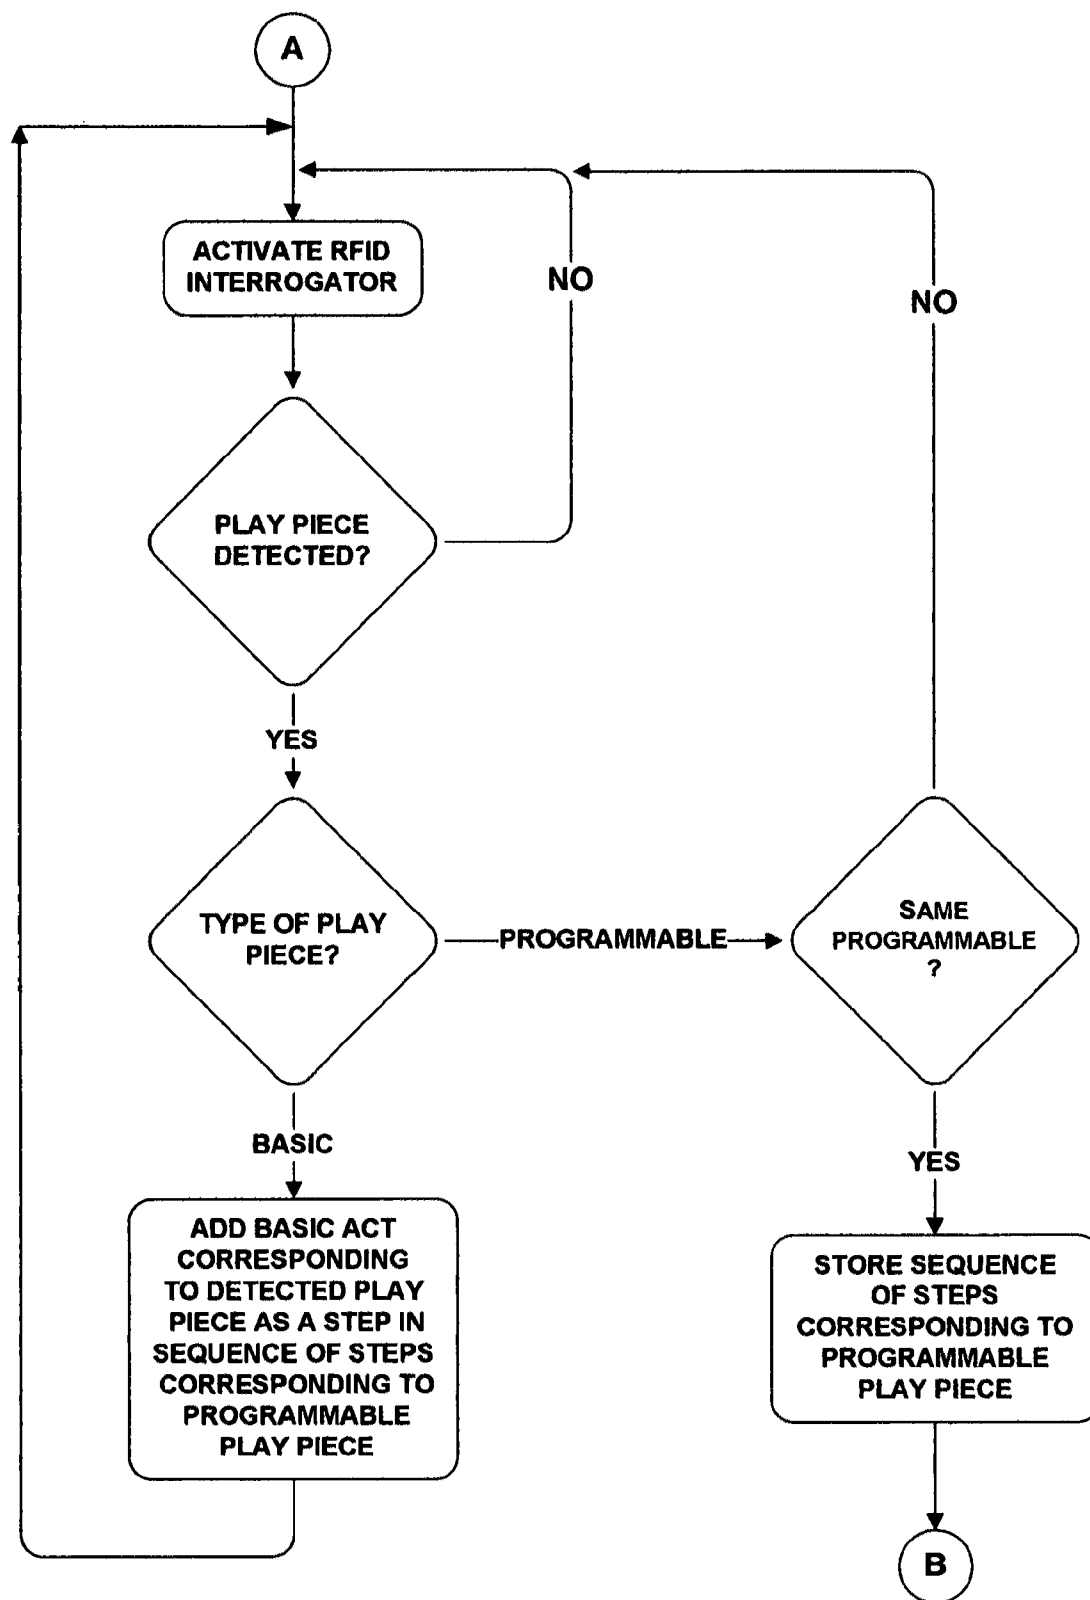 A
ACTIVATE RFID
INTERROGATOR
NO
NO
PLAY PIECE
DETECTED?
YES
TYPE OF PLAY
PIECE?
PROGRAMMABLE
SAME
PROGRAMMABLE
?
BASIC
YES
ADD BASIC ACT
CORRESPONDING
TO DETECTED PLAY
PIECE AS A STEP IN
SEQUENCE OF STEPS
CORRESPONDING TO
PROGRAMMABLE
PLAY PIECE
STORE SEQUENCE
OF STEPS
CORRESPONDING TO
PROGRAMMABLE
PLAY PIECE
B